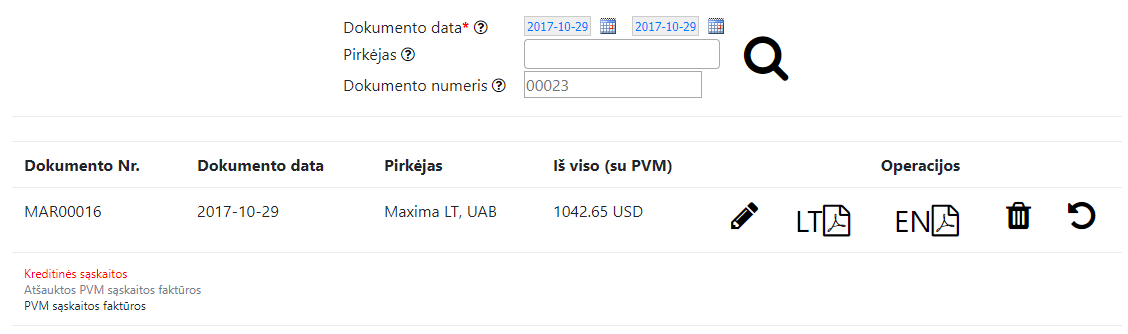 Dokumento data* 2017-10-29 2017-10-29
Pirkėjas
Dokumento numeris 00023
Dokumento Nr. Dokumento data Pirkėjas Iš viso (su PVM) Operacijos
MAR00016 2017-10-29 Maxima LT, UAB 1042.65 USD LT EN
Kreditinės sąskaitos
Atšauktos PVM sąskaitos faktūros
PVM sąskaitos faktūros